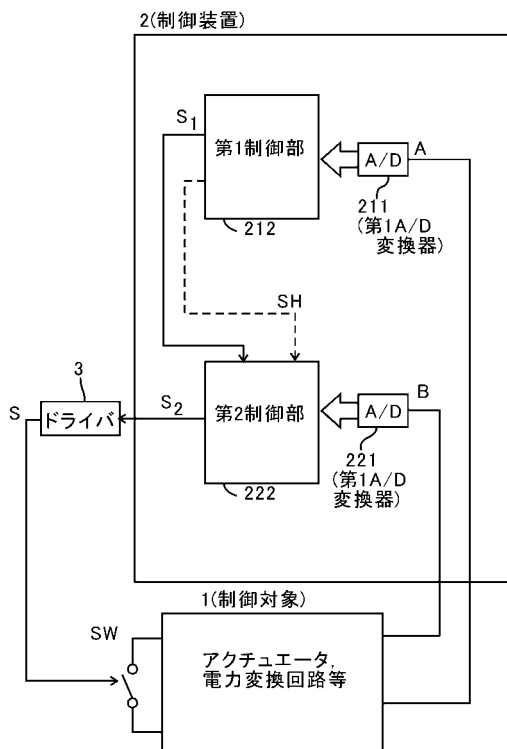 2(制御装置)
S1
第1制御部
A/D
A
212
211
(第1A/D
変換器)
SH
3
S
ドライバ
S2
第2制御部
A/D
B
222
221
(第1A/D
変換器)
1(制御対象)
SW
アクチュエータ,
電力変換回路等